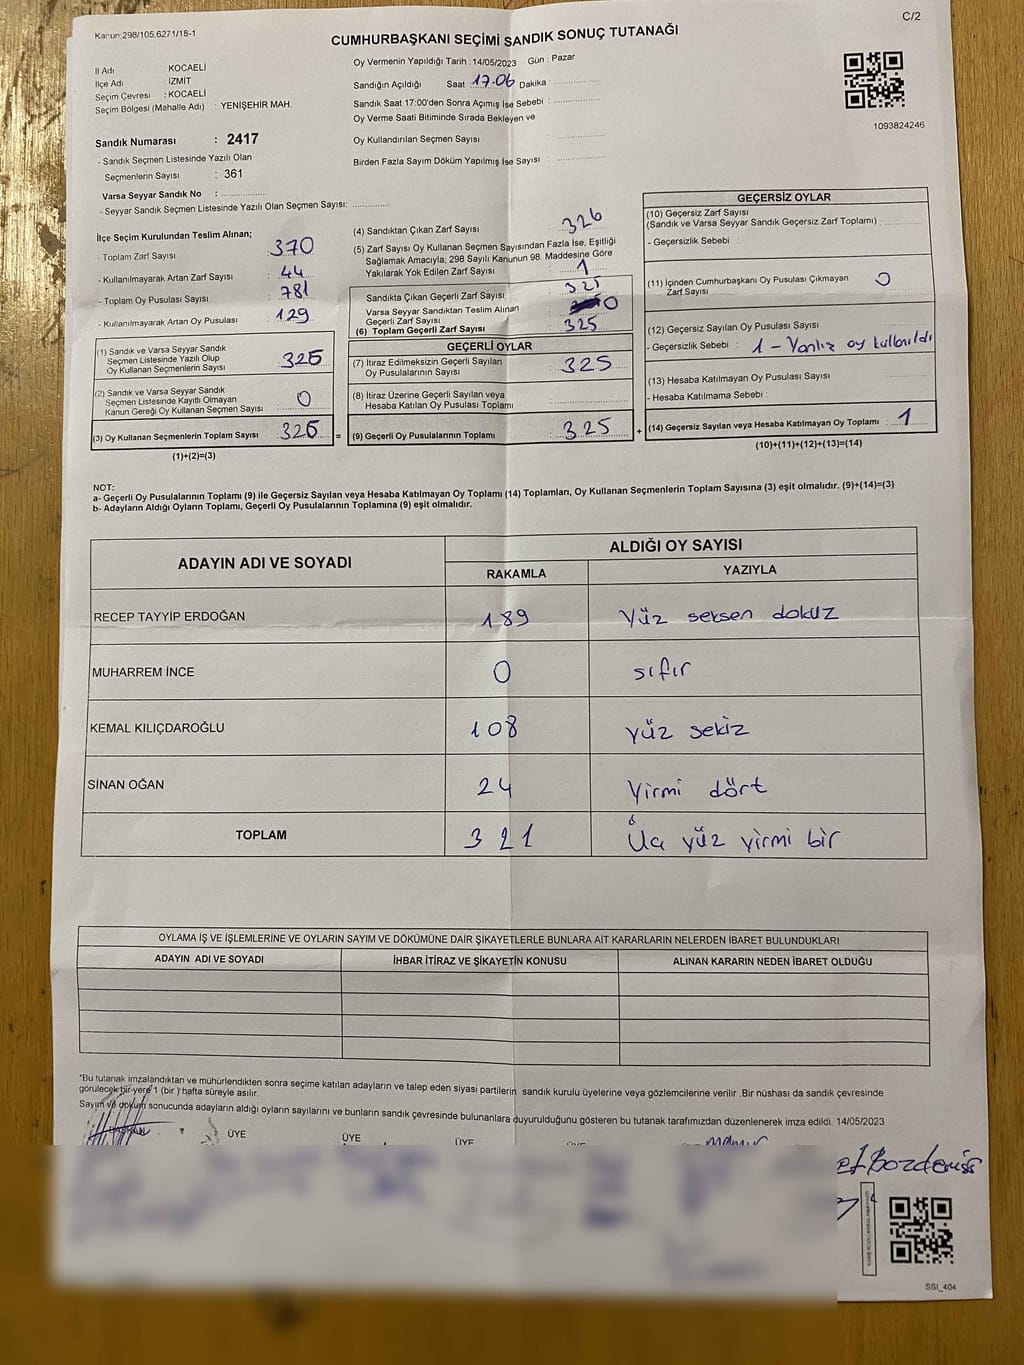 C/2
Kanun:298/105,6271/18-1
CUMHURBAŞKANI SEÇİMİ SANDIK SONUÇ TUTANAĞI
İl Adı : KOCAELİ
İlçe Adı : İZMİT
Seçim Çevresi : KOCAELİ
Seçim Bölgesi (Mahalle Adı) : YENİŞEHİR MAH.
Sandık Numarası : 2417
- Sandık Seçmen Listesinde Yazılı Olan
Seçmenlerin Sayısı : 361
Varsa Seyyar Sandık No :
- Seyyar Sandık Seçmen Listesinde Yazılı Olan Seçmen Sayısı:
Oy Vermenin Yapıldığı Tarih : 14/05/2023 Gün : Pazar
Sandığın Açıldığı Saat 17.06 Dakika :
Sandık Saat 17:00'den Sonra Açımış İse Sebebi :
Oy Verme Saati Bitiminde Sırada Bekleyen ve
Oy Kullandırılan Seçmen Sayısı :
Birden Fazla Sayım Döküm Yapılmış İse Sayısı :
1093824246
İlçe Seçim Kurulundan Teslim Alınan;
- Toplam Zarf Sayısı : 370
- Kullanılmayarak Artan Zarf Sayısı : 44
- Toplam Oy Pusulası Sayısı : 781
- Kullanılmayarak Artan Oy Pusulası : 129
(1) Sandık ve Varsa Seyyar Sandık
Seçmen Listesinde Yazılı Olup
Oy Kullanan Seçmenlerin Sayısı : 326
(2) Sandık ve Varsa Seyyar Sandık
Seçmen Listesinde Kayıtlı Olmayan
Kanun Gereği Oy Kullanan Seçmen Sayısı : 0
(3) Oy Kullanan Seçmenlerin Toplam Sayısı : 326 =
(1)+(2)=(3)
(4) Sandıktan Çıkan Zarf Sayısı : 326
(5) Zarf Sayısı Oy Kullanan Seçmen Sayısından Fazla İse, Eşitliği
Sağlamak Amacıyla; 298 Sayılı Kanunun 98. Maddesine Göre
Yakılarak Yok Edilen Zarf Sayısı : 1
Sandıkta Çıkan Geçerli Zarf Sayısı : 325
Varsa Seyyar Sandıktan Teslim Alınan
Geçerli Zarf Sayısı : 0
(6) Toplam Geçerli Zarf Sayısı : 325
GEÇERLİ OYLAR
(7) İtiraz Edilmeksizin Geçerli Sayılan
Oy Pusulalarının Sayısı : 325
(8) İtiraz Üzerine Geçerli Sayılan veya
Hesaba Katılan Oy Pusulası Toplamı :
(9) Geçerli Oy Pusulalarının Toplamı : 325 +
GEÇERSİZ OYLAR
(10) Geçersiz Zarf Sayısı
(Sandık ve Varsa Seyyar Sandık Geçersiz Zarf Toplamı) :
- Geçersizlik Sebebi :
(11) İçinden Cumhurbaşkanı Oy Pusulası Çıkmayan
Zarf Sayısı : 0
(12) Geçersiz Sayılan Oy Pusulası Sayısı :
- Geçersizlik Sebebi : 1 - Yanlız oy kullanıldı
(13) Hesaba Katılmayan Oy Pusulası Sayısı :
- Hesaba Katılmama Sebebi :
(14) Geçersiz Sayılan veya Hesaba Katılmayan Oy Toplamı : 1
(10)+(11)+(12)+(13)=(14)
NOT:
a- Geçerli Oy Pusulalarının Toplamı (9) ile Geçersiz Sayılan veya Hesaba Katılmayan Oy Toplamı (14) Toplamları, Oy Kullanan Seçmenlerin Toplam Sayısına (3) eşit olmalıdır. (9)+(14)=(3)
b- Adayların Aldığı Oyların Toplamı, Geçerli Oy Pusulalarının Toplamına (9) eşit olmalıdır.
ADAYIN ADI VE SOYADI
ALDIĞI OY SAYISI
RAKAMLA YAZIYLA
RECEP TAYYİP ERDOĞAN 189 Yüz seksen dokuz
MUHARREM İNCE 0 sıfır
KEMAL KILIÇDAROĞLU 108 yüz sekiz
SİNAN OĞAN 24 Yirmi dört
TOPLAM 321 Üç yüz yirmi bir
OYLAMA İŞ VE İŞLEMLERİNE VE OYLARIN SAYIM VE DÖKÜMÜNE DAİR ŞİKAYETLERLE BUNLARA AİT KARARLARIN NELERDEN İBARET BULUNDUKLARI
ADAYIN ADI VE SOYADI İHBAR İTİRAZ VE ŞİKAYETİN KONUSU ALINAN KARARIN NEDEN İBARET OLDUĞU
*Bu tutanak imzalandıktan ve mühürlendikten sonra seçime katılan adayların ve talep eden siyasi partilerin sandık kurulu üyelerine veya gözlemcilerine verilir .Bir nüshası da sandık çevresinde
görülecek bir yere 1 (bir ) hafta süreyle asılır.
Sayım ve döküm sonucunda adayların aldığı oyların sayılarını ve bunların sandık çevresinde bulunanlara duyurulduğunu gösteren bu tutanak tarafımızdan düzenlenerek imza edildi. 14/05/2023
BAŞKAN ÜYE ÜYE ÜYE
SSI_404